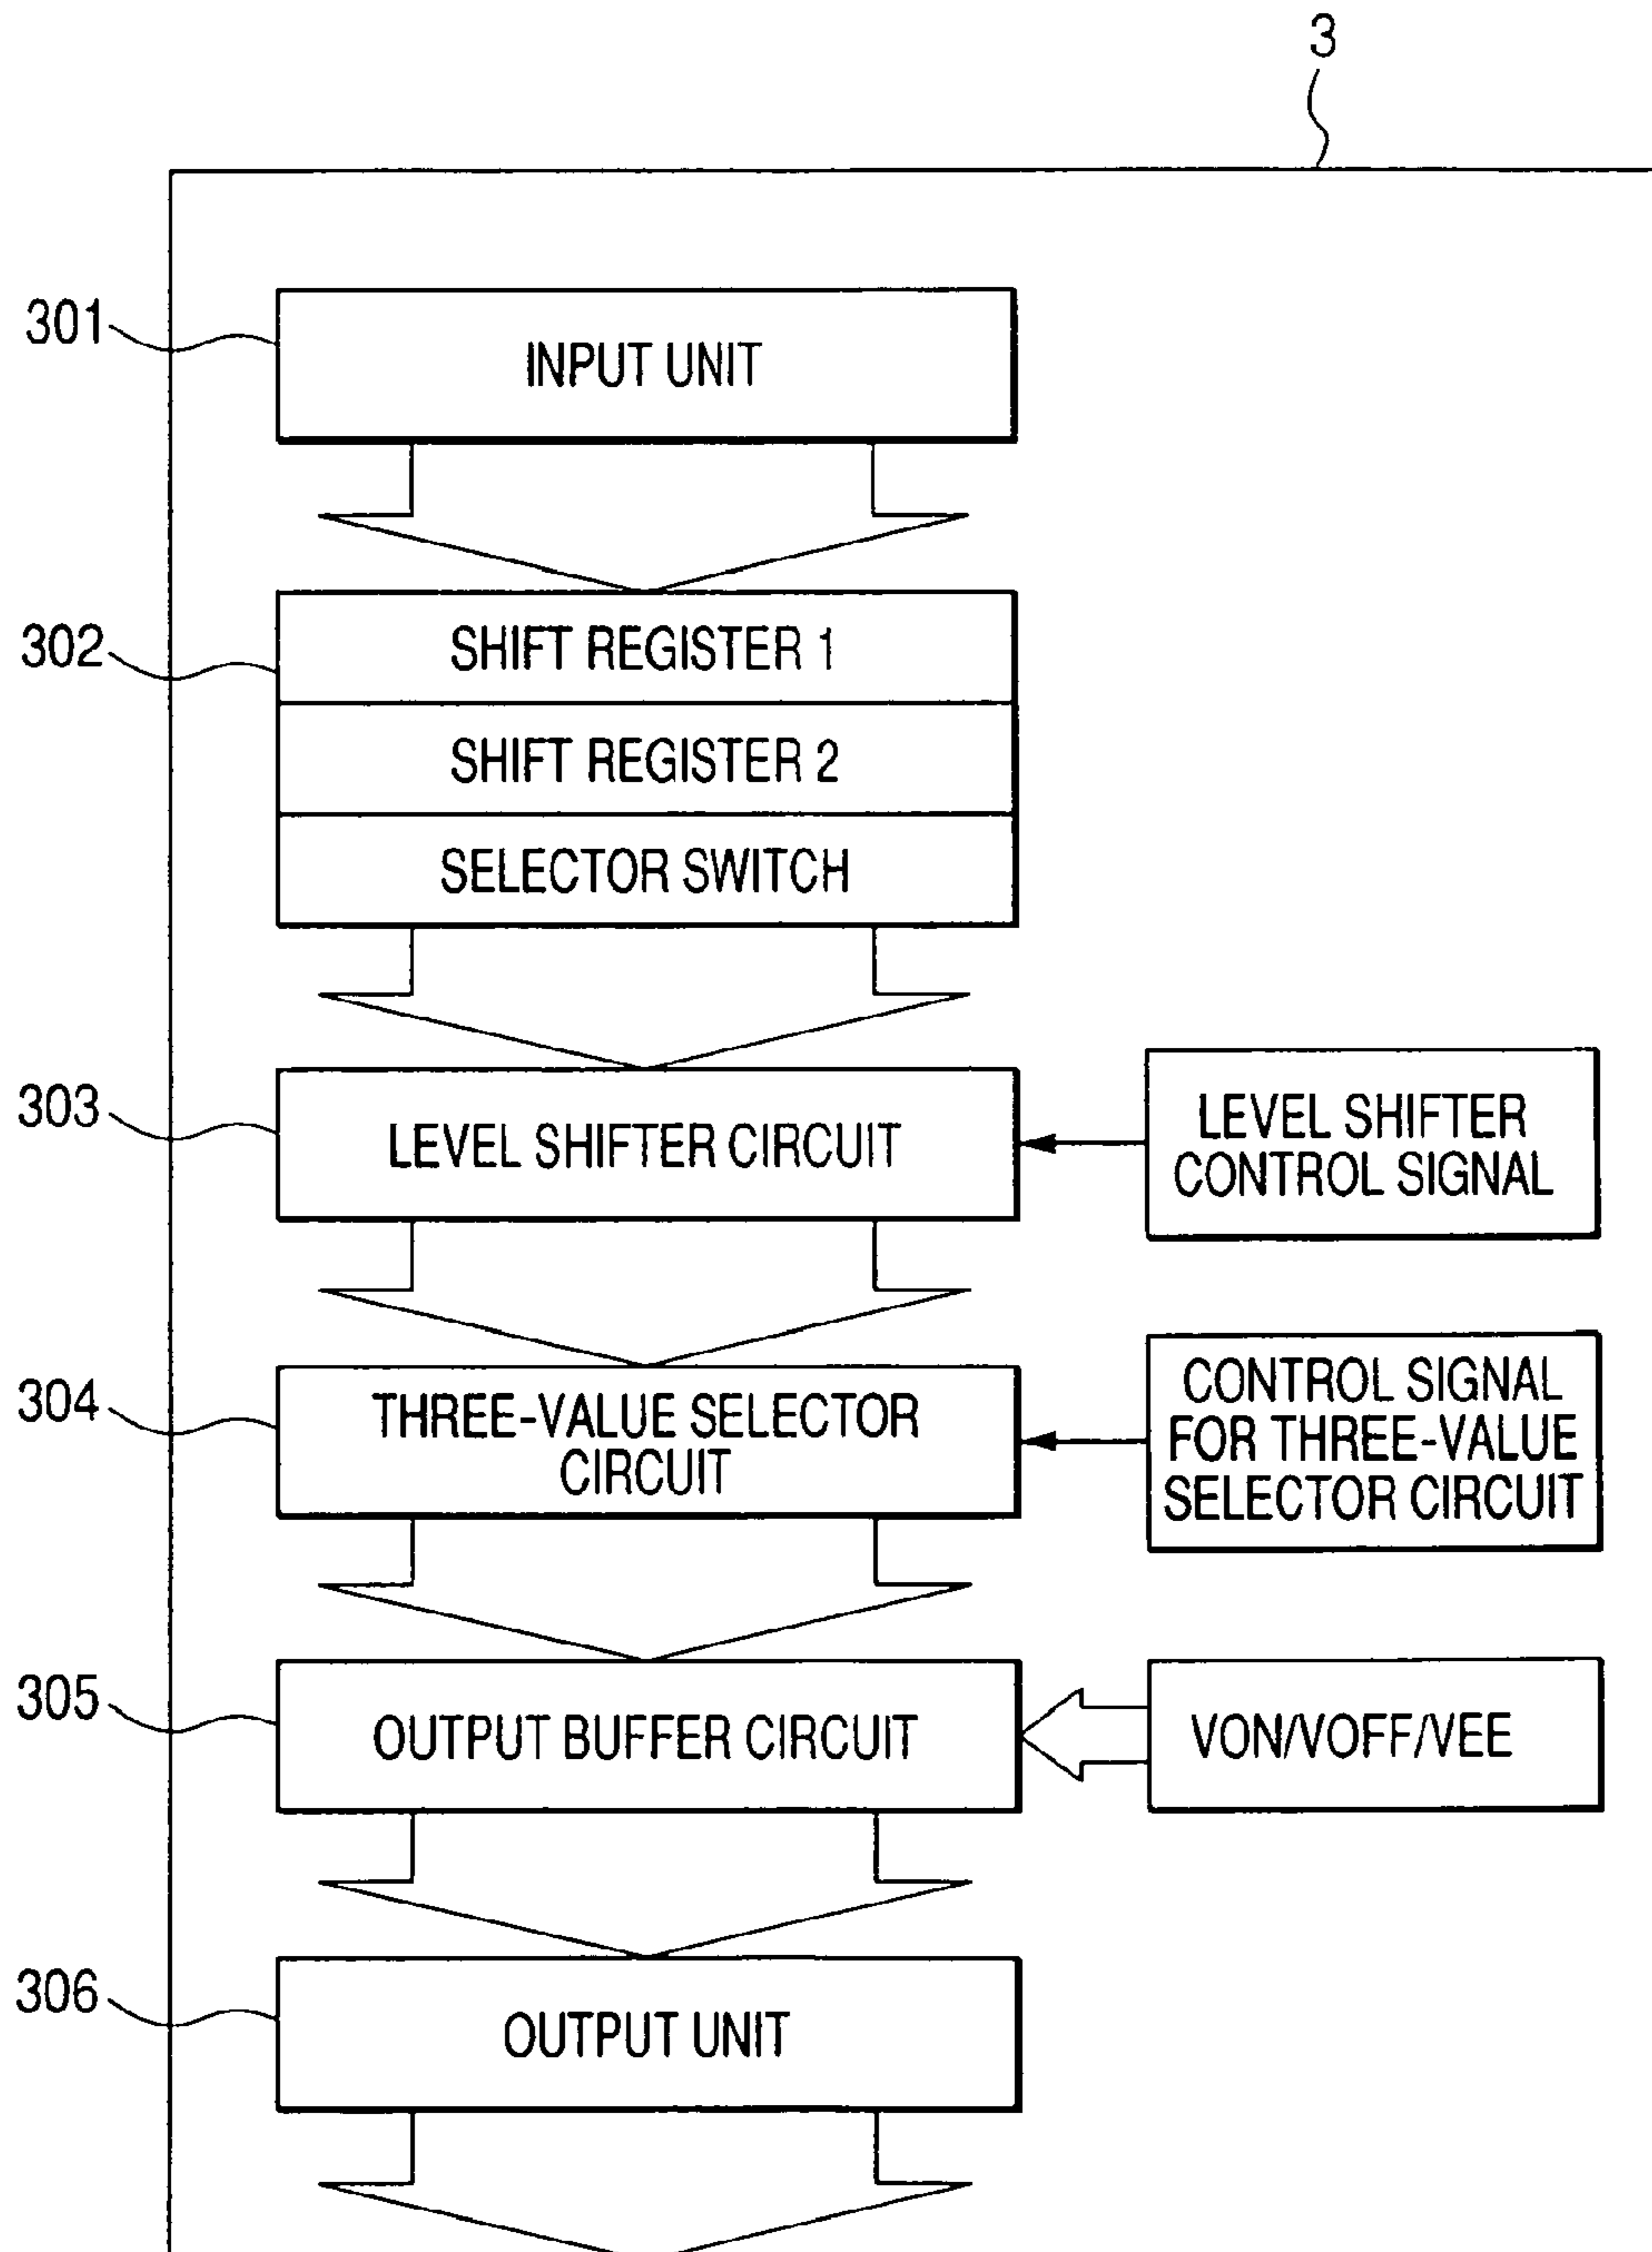 3
301
INPUT UNIT
302
SHIFT REGISTER 1
SHIFT REGISTER 2
SELECTOR SWITCH
303
LEVEL SHIFTER CIRCUIT
LEVEL SHIFTER
CONTROL SIGNAL
304
THREE-VALUE SELECTOR
CIRCUIT
CONTROL SIGNAL
FOR THREE-VALUE
SELECTOR CIRCUIT
305
OUTPUT BUFFER CIRCUIT
VON/VOFF/VEE
306
OUTPUT UNIT